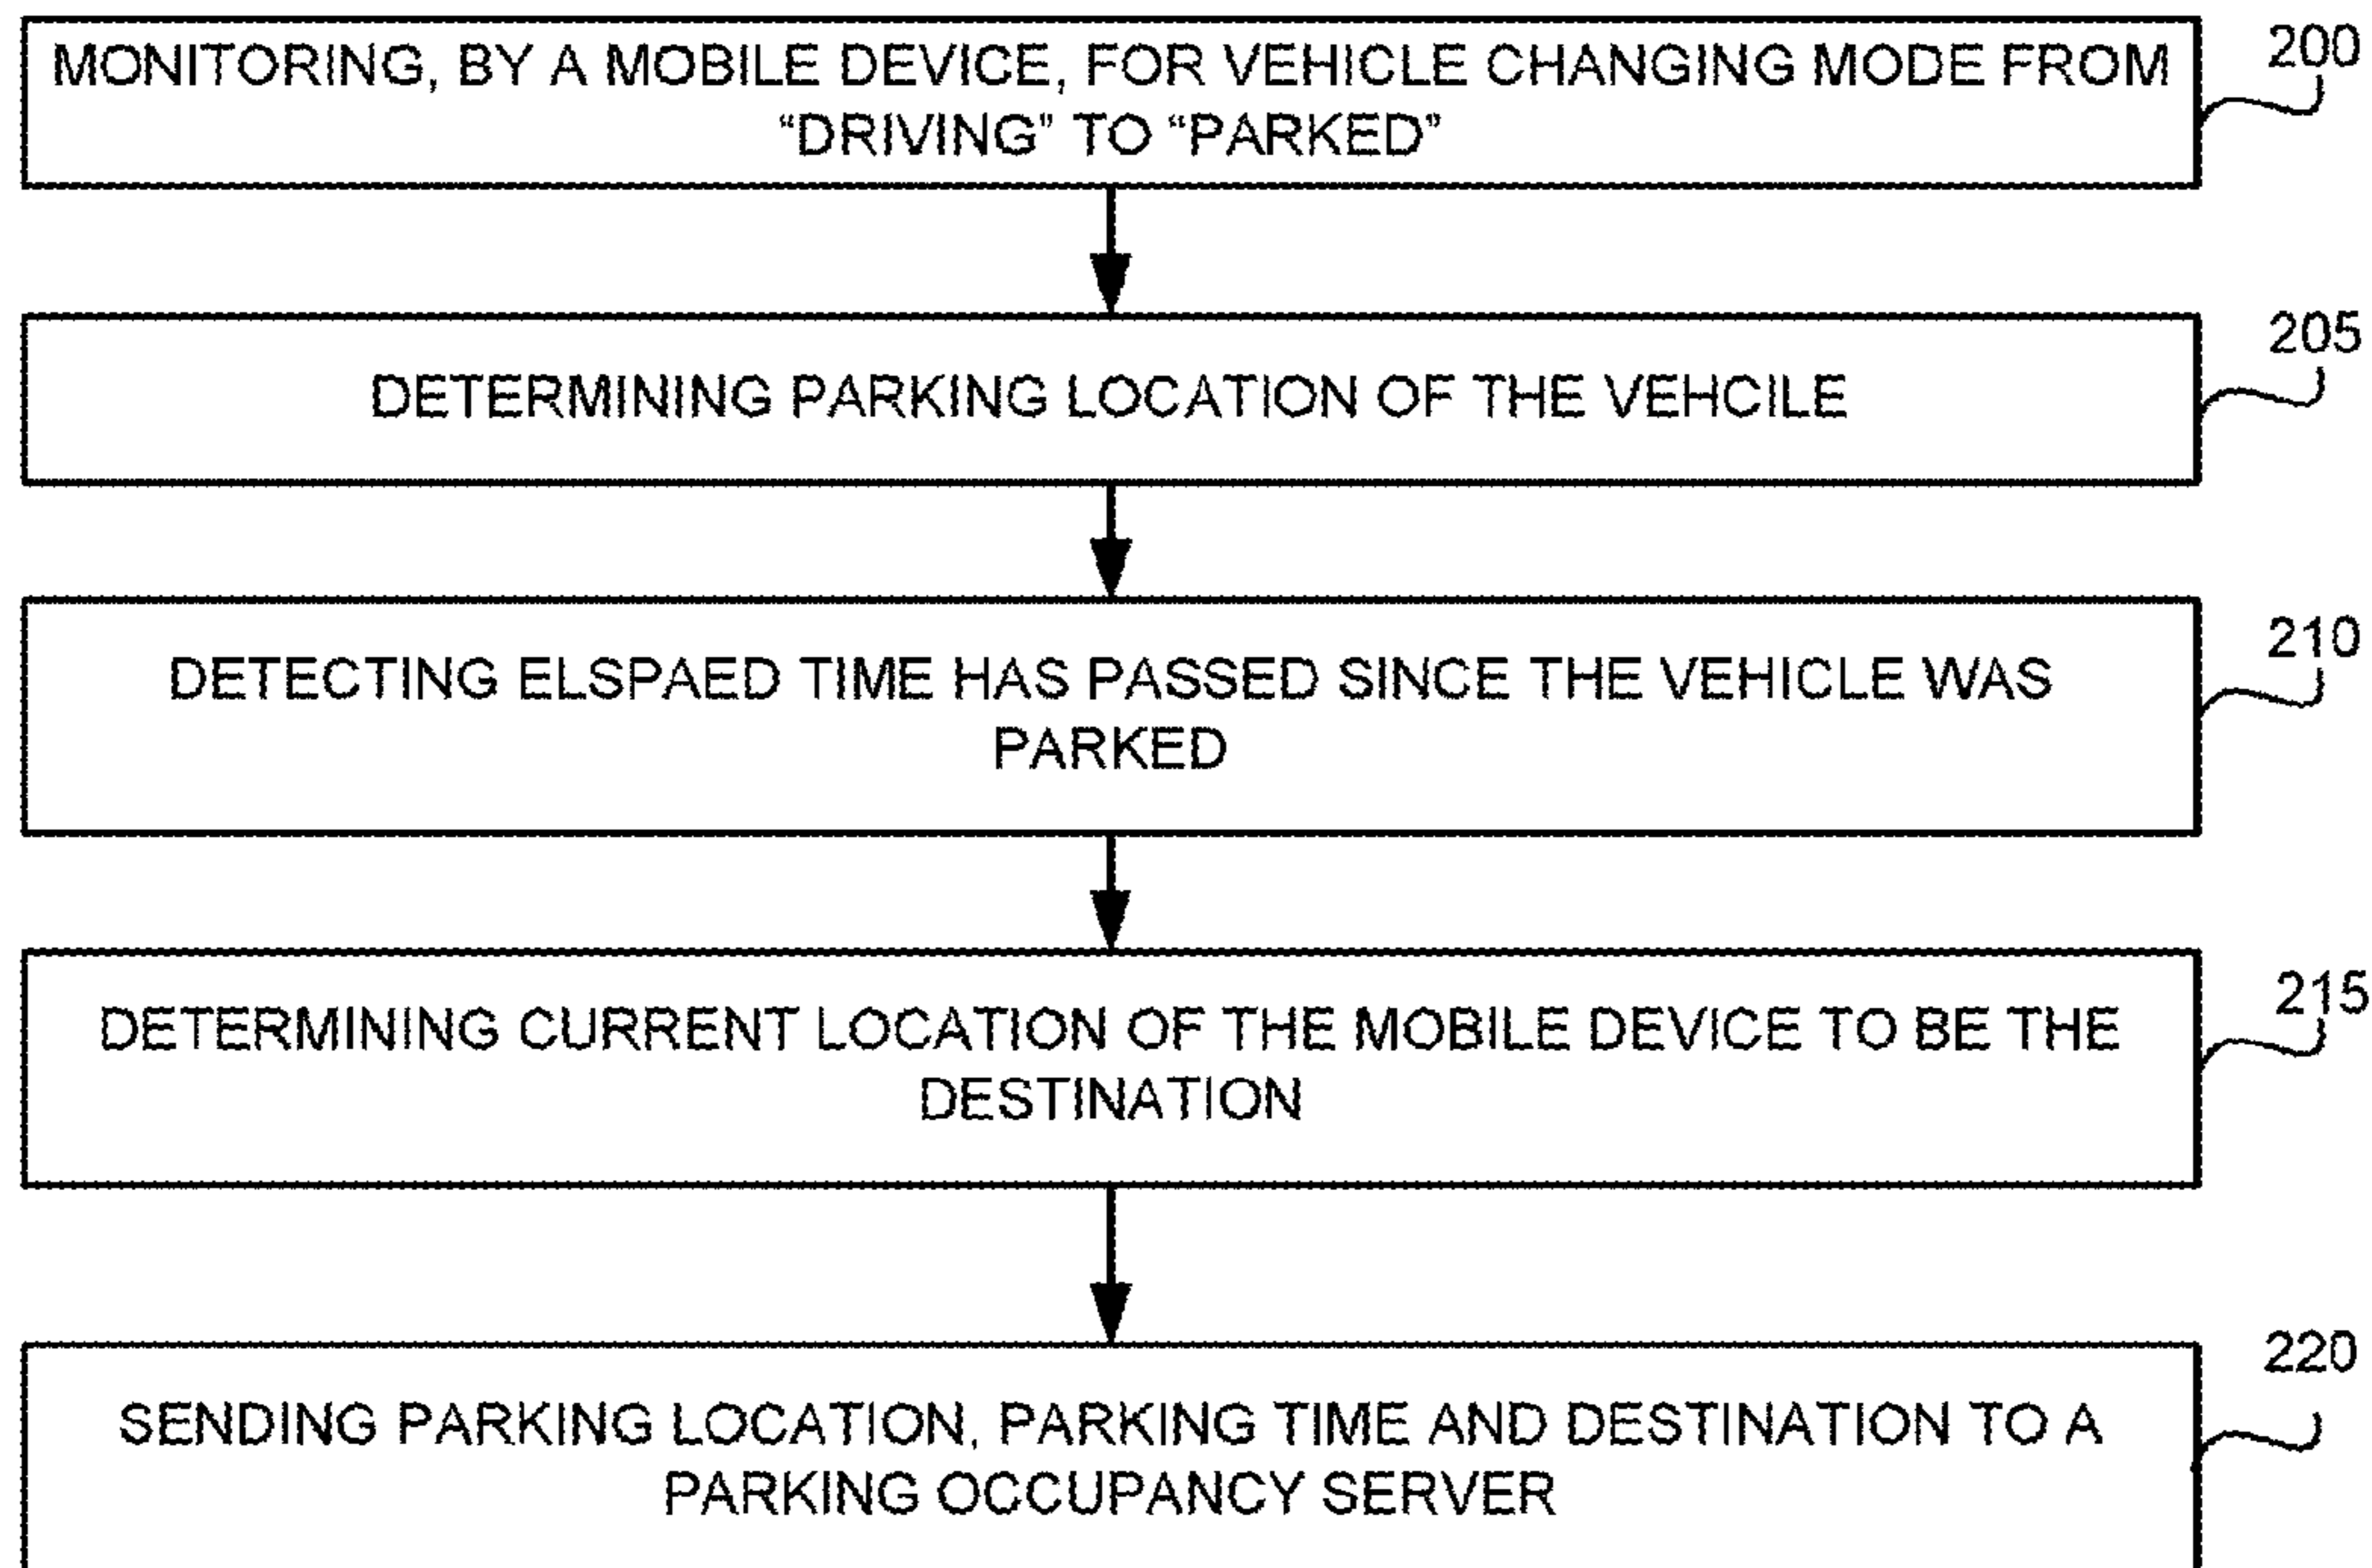 MONITORING, BY A MOBILE DEVICE, FOR VEHICLE CHANGING MODE FROM
“DRIVING” TO “PARKED”
200
DETERMINING PARKING LOCATION OF THE VEHCILE
205
DETECTING ELSPAED TIME HAS PASSED SINCE THE VEHICLE WAS
PARKED
210
DETERMINING CURRENT LOCATION OF THE MOBILE DEVICE TO BE THE
DESTINATION
215
SENDING PARKING LOCATION, PARKING TIME AND DESTINATION TO A
PARKING OCCUPANCY SERVER
220